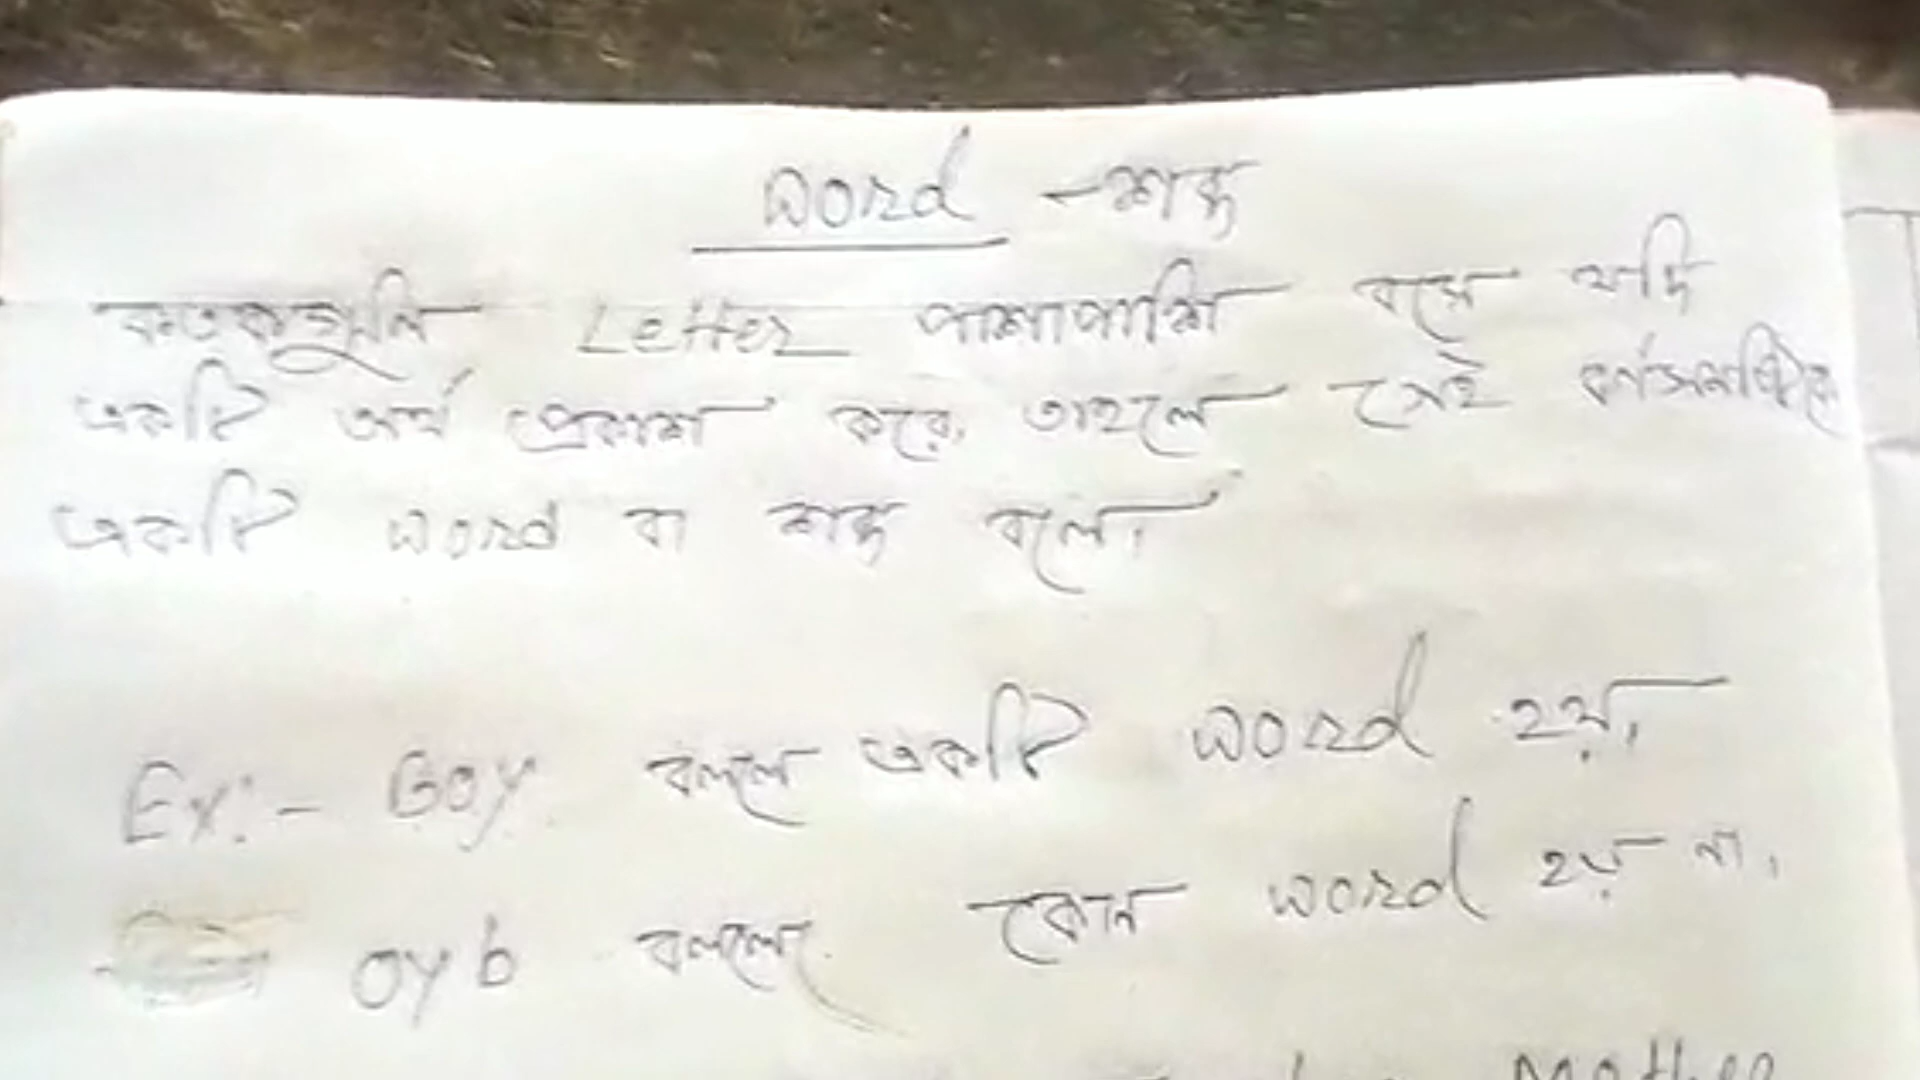 Word - শব্দ
কতকগুলি Letter পাশাপাশি বসে যদি
একটি অর্থ প্রকাশ করে, তাহলে সেই বর্ণসমষ্টিকে
একটি word বা শব্দ বলে।
Ex:- Boy বললে একটি word হয়।
oyb বললে কোন word হয় না।
Mother